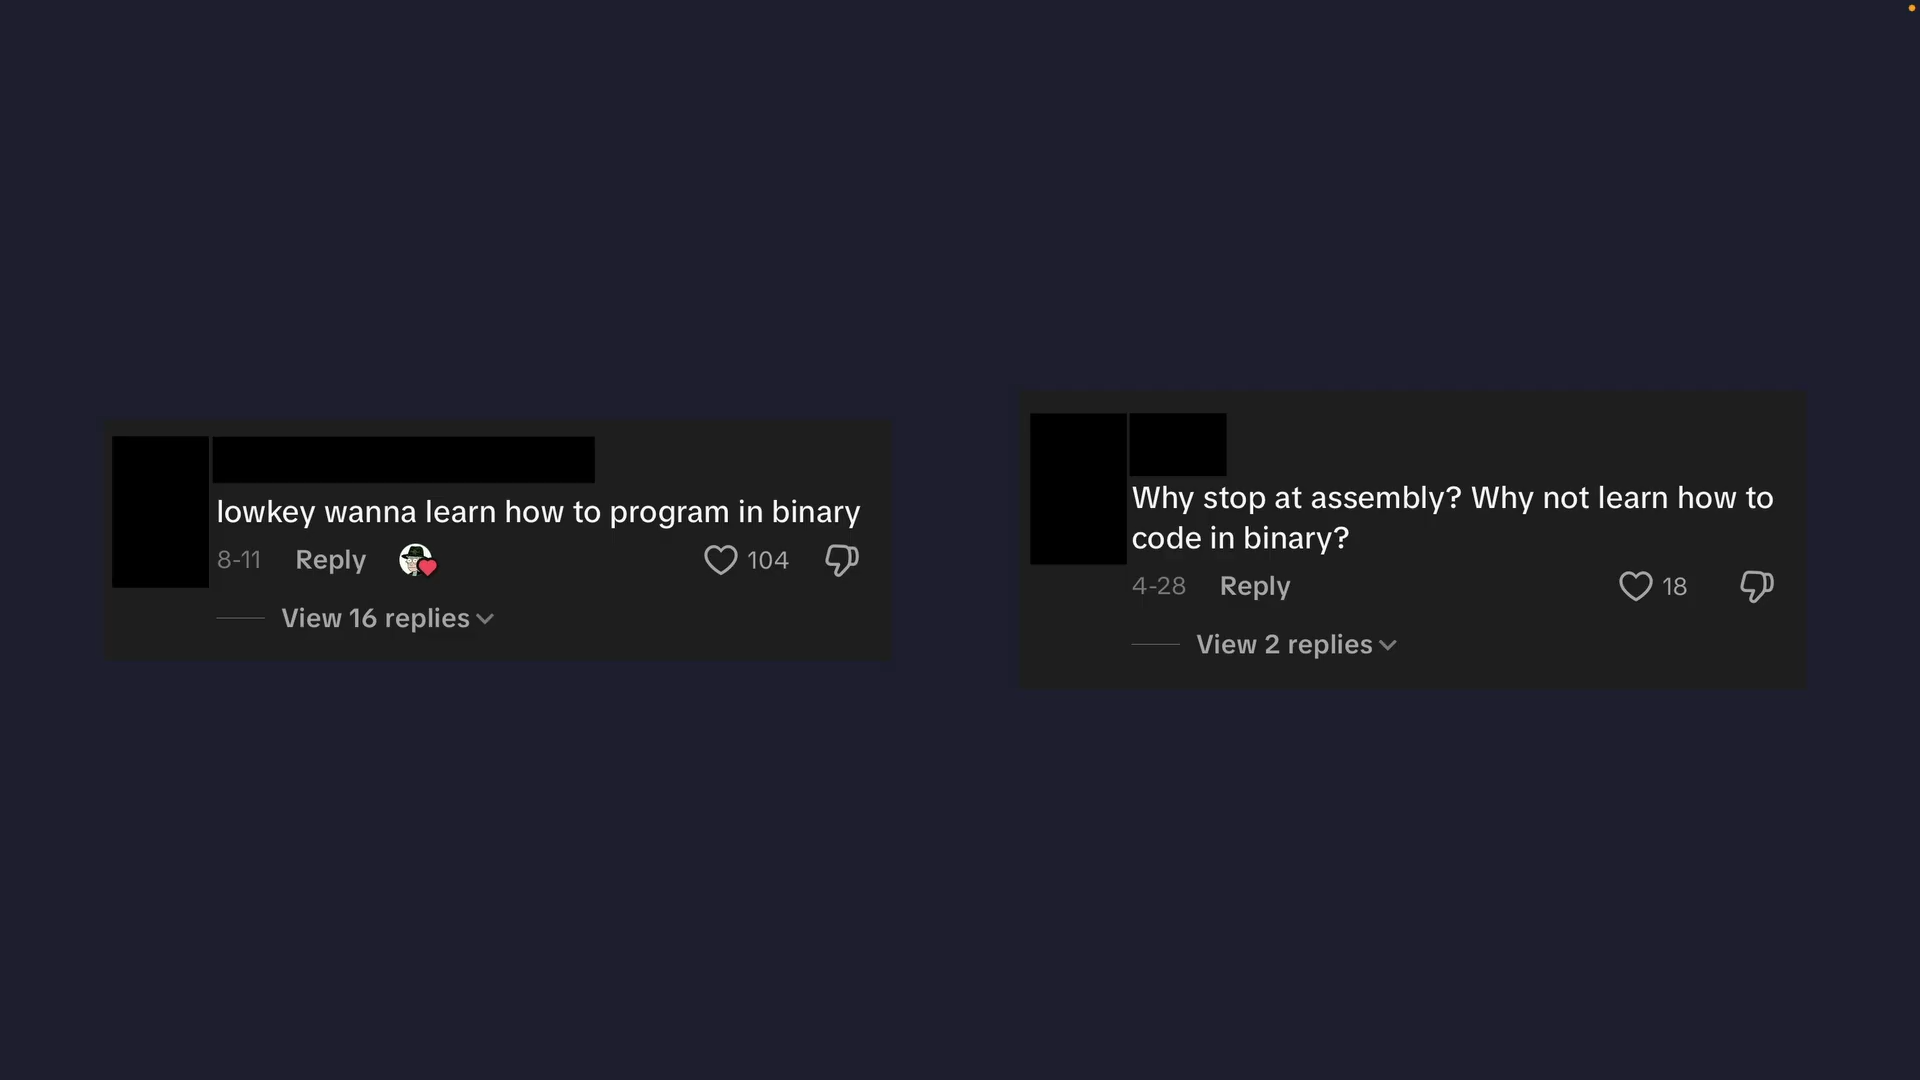 lowkey wanna learn how to program in binary
8-11 Reply 104
View 16 replies
Why stop at assembly? Why not learn how to
code in binary?
4-28 Reply 18
View 2 replies